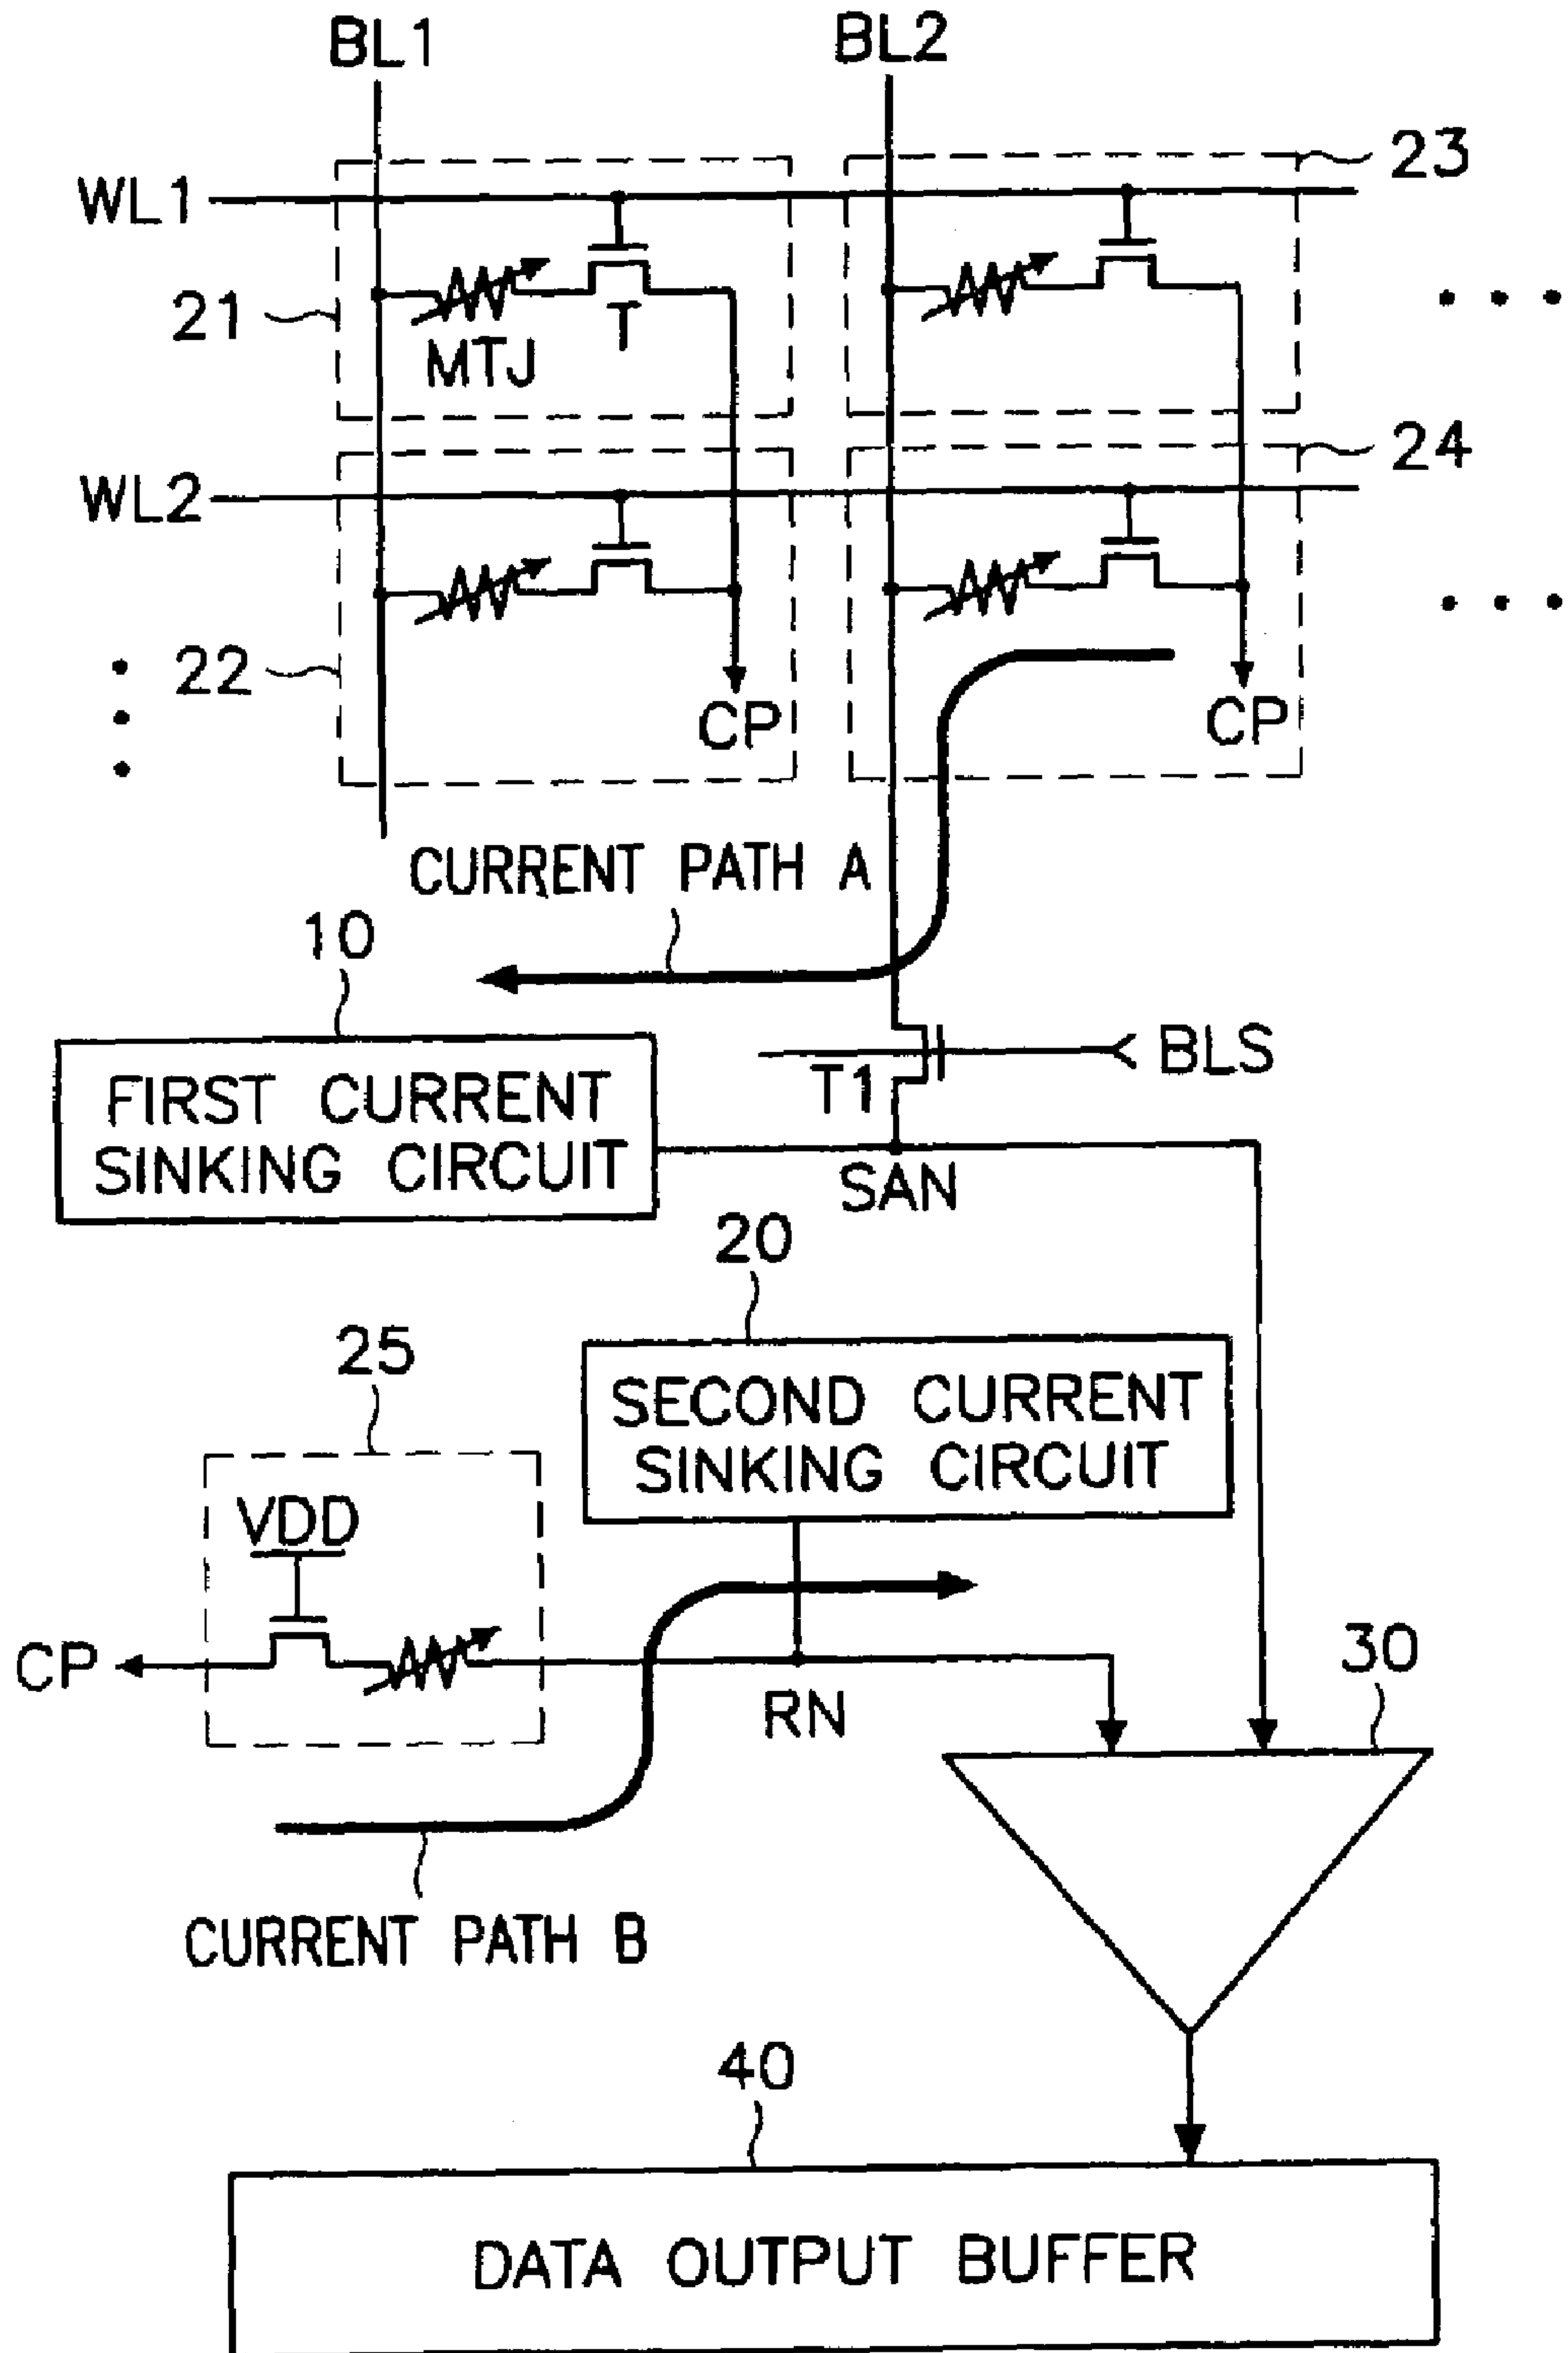 BL1 BL2
23
WL1
21
T
MTJ
24
WL2
22
CP CP
CURRENT PATH A
10
BLS
T1
FIRST CURRENT
SINKING CIRCUIT
SAN
20
25
SECOND CURRENT
SINKING CIRCUIT
VDD
30
CP
RN
CURRENT PATH B
40
DATA OUTPUT BUFFER